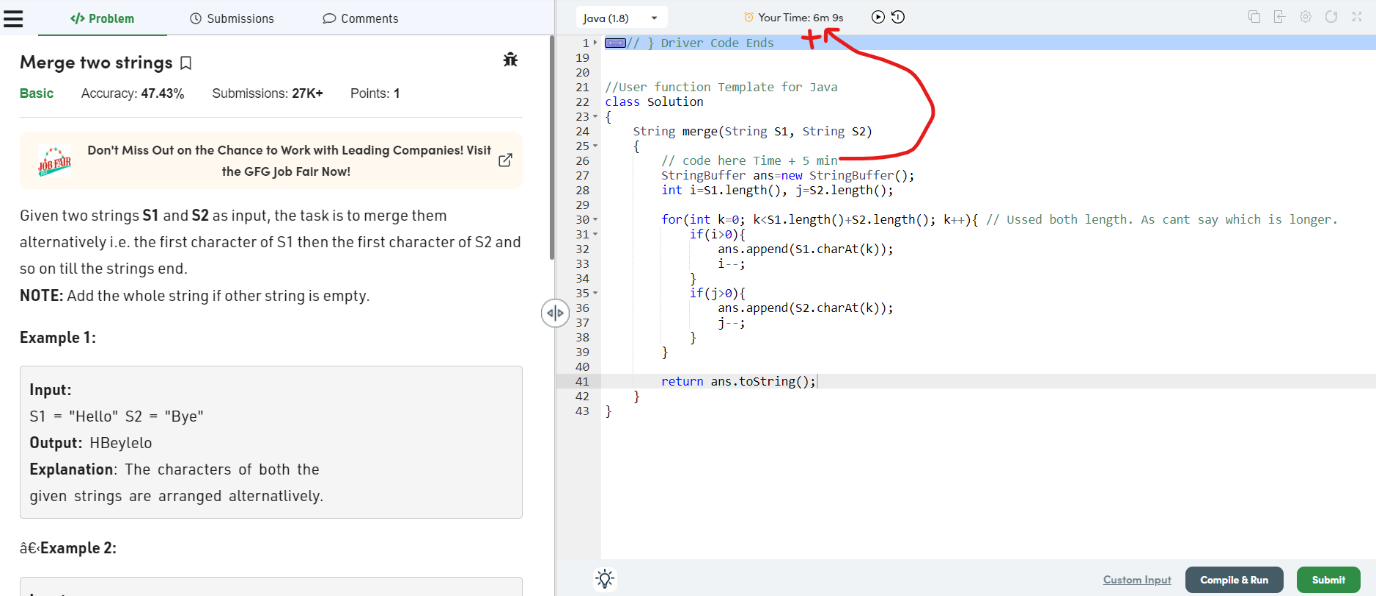 </> Problem
Submissions
Comments
Merge two strings
Basic Accuracy: 47.43% Submissions: 27K+ Points: 1
JOB FAIR
Don't Miss Out on the Chance to Work with Leading Companies! Visit
the GFG Job Fair Now!
Given two strings S1 and S2 as input, the task is to merge them
alternatively i.e. the first character of S1 then the first character of S2 and
so on till the strings end.
NOTE: Add the whole string if other string is empty.
Example 1:
Input:
S1 = "Hello" S2 = "Bye"
Output: HBeylelo
Explanation: The characters of both the
given strings are arranged alternatlively.
â€‹Example 2:
Java (1.8)
Your Time: 6m 9s
+
1 // } Driver Code Ends
19
20
21 //User function Template for Java
22 class Solution
23 {
24 String merge(String S1, String S2)
25 {
26 // code here Time + 5 min
27 StringBuffer ans=new StringBuffer();
28 int i=S1.length(), j=S2.length();
29
30 for(int k=0; k<S1.length()+S2.length(); k++){ // Ussed both length. As cant say which is longer.
31 if(i>0){
32 ans.append(S1.charAt(k));
33 i--;
34 }
35 if(j>0){
36 ans.append(S2.charAt(k));
37 j--;
38 }
39 }
40
41 return ans.toString();
42 }
43 }
Custom Input
Compile & Run
Submit